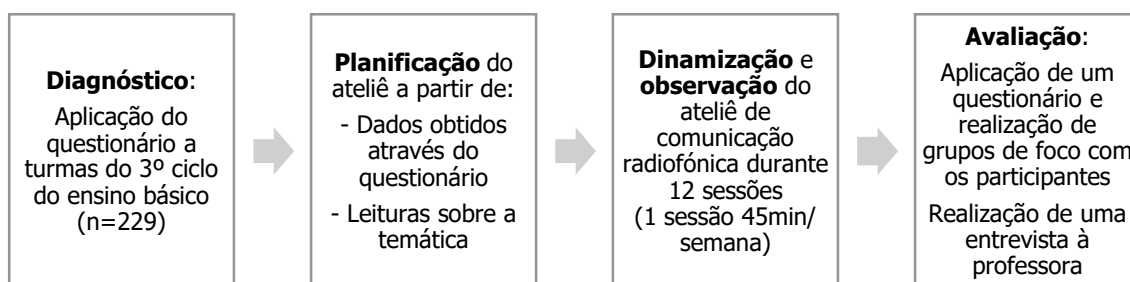 Diagnóstico:
Aplicação do
questionário a
turmas do 3º ciclo
do ensino básico
(n=229)
Planificação do
ateliê a partir de:
- Dados obtidos
através do
questionário
- Leituras sobre a
temática
Dinamização e
observação do
ateliê de
comunicação
radiofónica durante
12 sessões
(1 sessão 45min/
semana)
Avaliação:
Aplicação de um
questionário e
realização de
grupos de foco com
os participantes
Realização de uma
entrevista à
professora